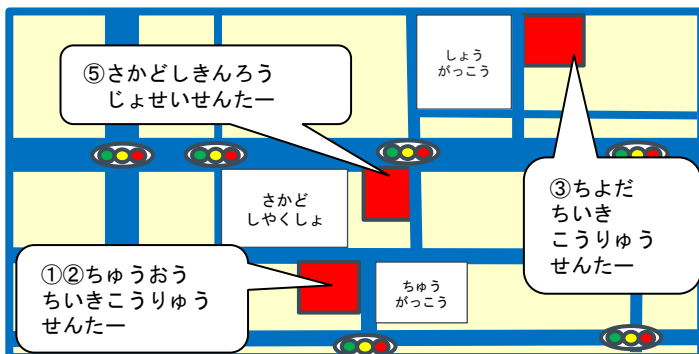 ⑤さかどしきんろう
じょせいせんたー
しょう
がっこう
③ちよだ
ちいき
こうりゅう
せんたー
さかど
しやくしょ
①②ちゅうおう
ちいきこうりゅう
せんたー
ちゅう
がっこう